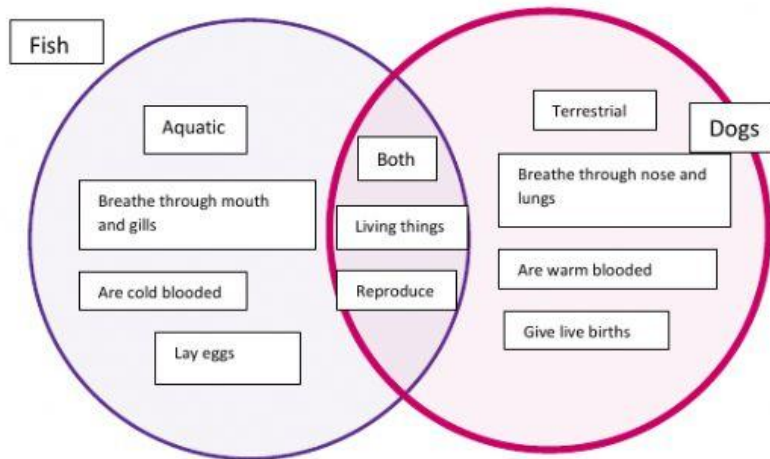 Fish
Aquatic
Breathe through mouth
and gills
Are cold blooded
Lay eggs
Both
Living things
Reproduce
Dogs
Terrestrial
Breathe through nose and
lungs
Are warm blooded
Give live births